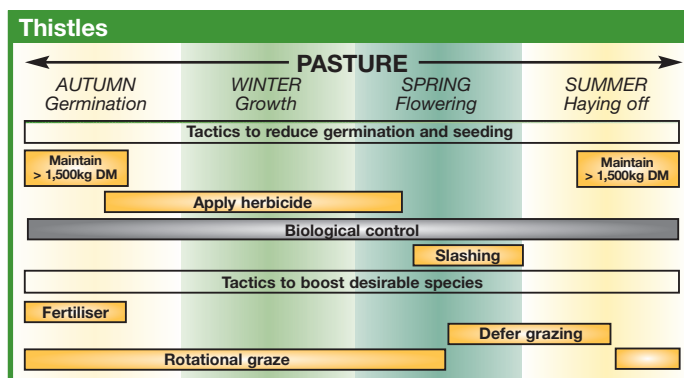 Thistles
PASTURE
AUTUMN WINTER SPRING SUMMER
Germination Growth Flowering Haying off
Tactics to reduce germination and seeding
Maintain
> 1,500kg DM
Maintain
> 1,500kg DM
Apply herbicide
Biological control
Slashing
Tactics to boost desirable species
Fertiliser
Defer grazing
Rotational graze